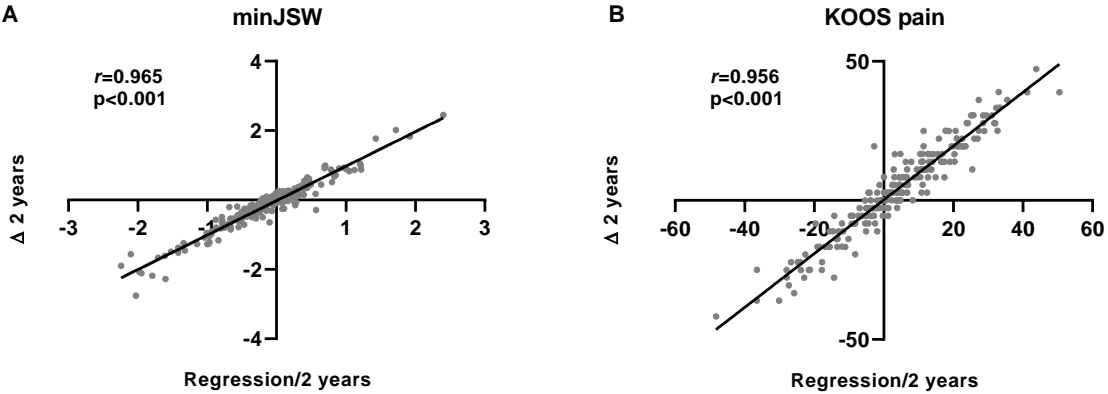 A
minJSW
r=0.965
p<0.001
4
2
-2
-4
-3
-2
-1
1
2
3
Δ 2 years
Regression/2 years
B
KOOS pain
r=0.956
p<0.001
50
-50
-60
-40
-20
20
40
60
Δ 2 years
Regression/2 years